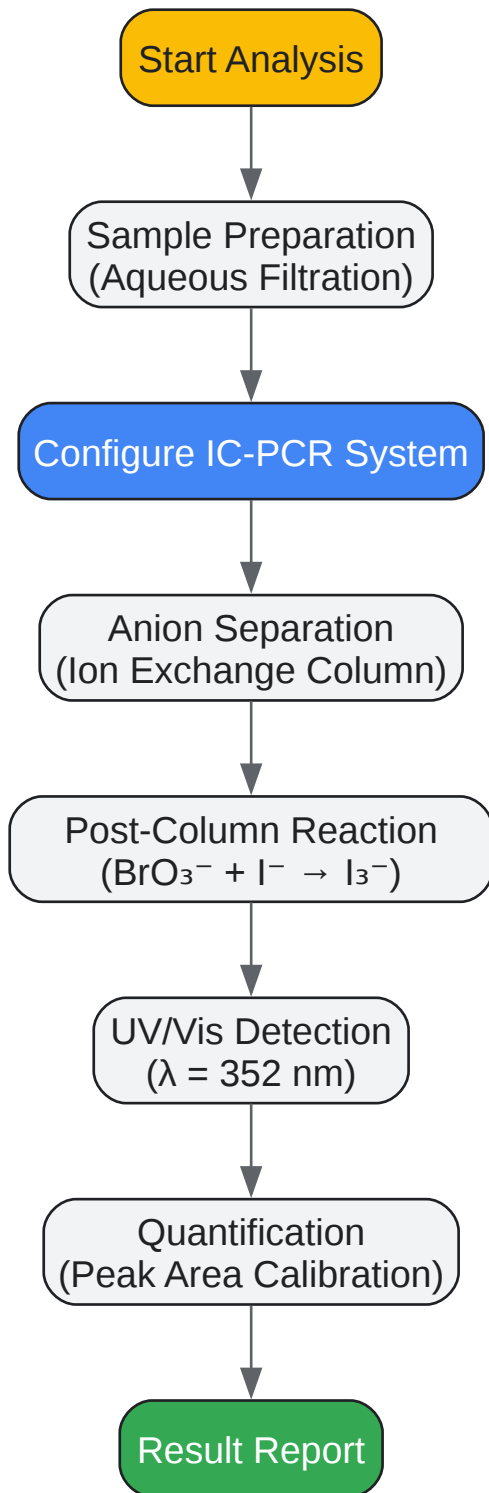 Start Analysis
Sample Preparation
(Aqueous Filtration)
Configure IC-PCR System
Anion Separation
(Ion Exchange Column)
Post-Column Reaction
(BrO₃⁻ + I⁻ → I₃⁻)
UV/Vis Detection
(λ = 352 nm)
Quantification
(Peak Area Calibration)
Result Report